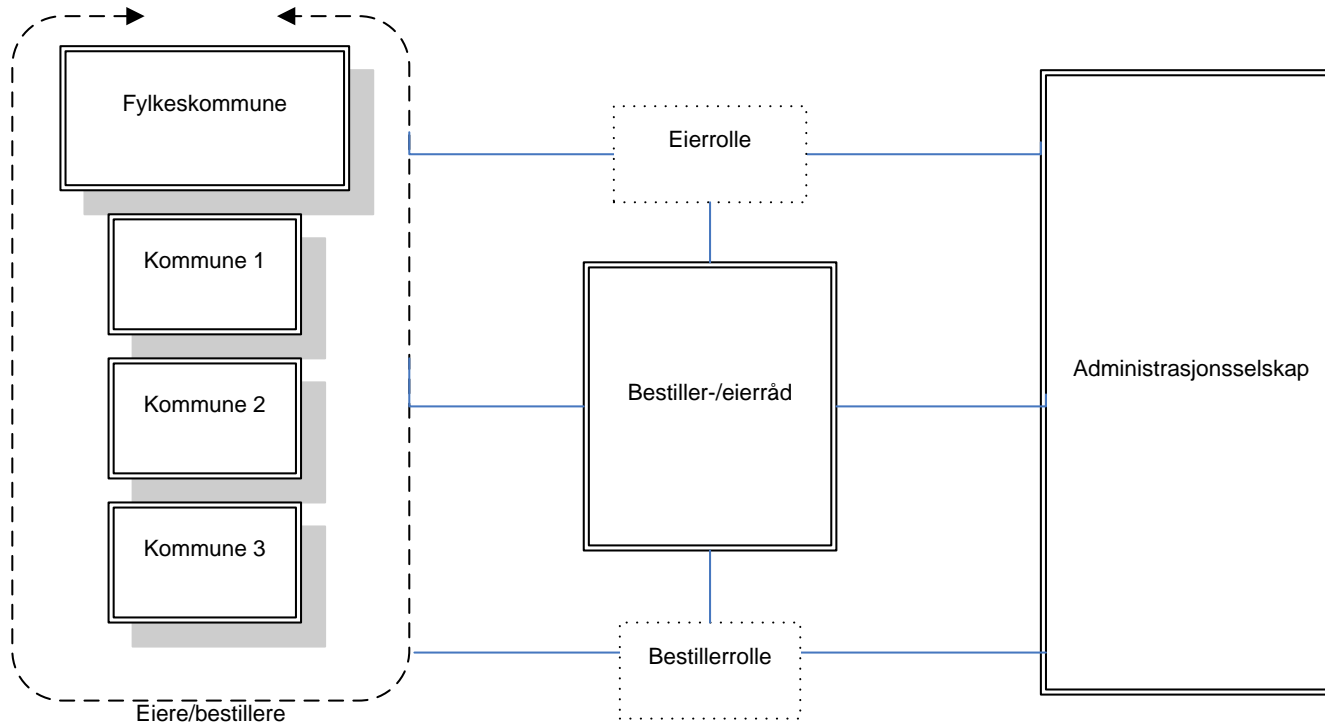 Fylkeskommune
Kommune 1
Kommune 2
Kommune 3
Eiere/bestillere
Eierrolle
Bestiller-/eierråd
Bestillerrolle
Administrasjonsselskap